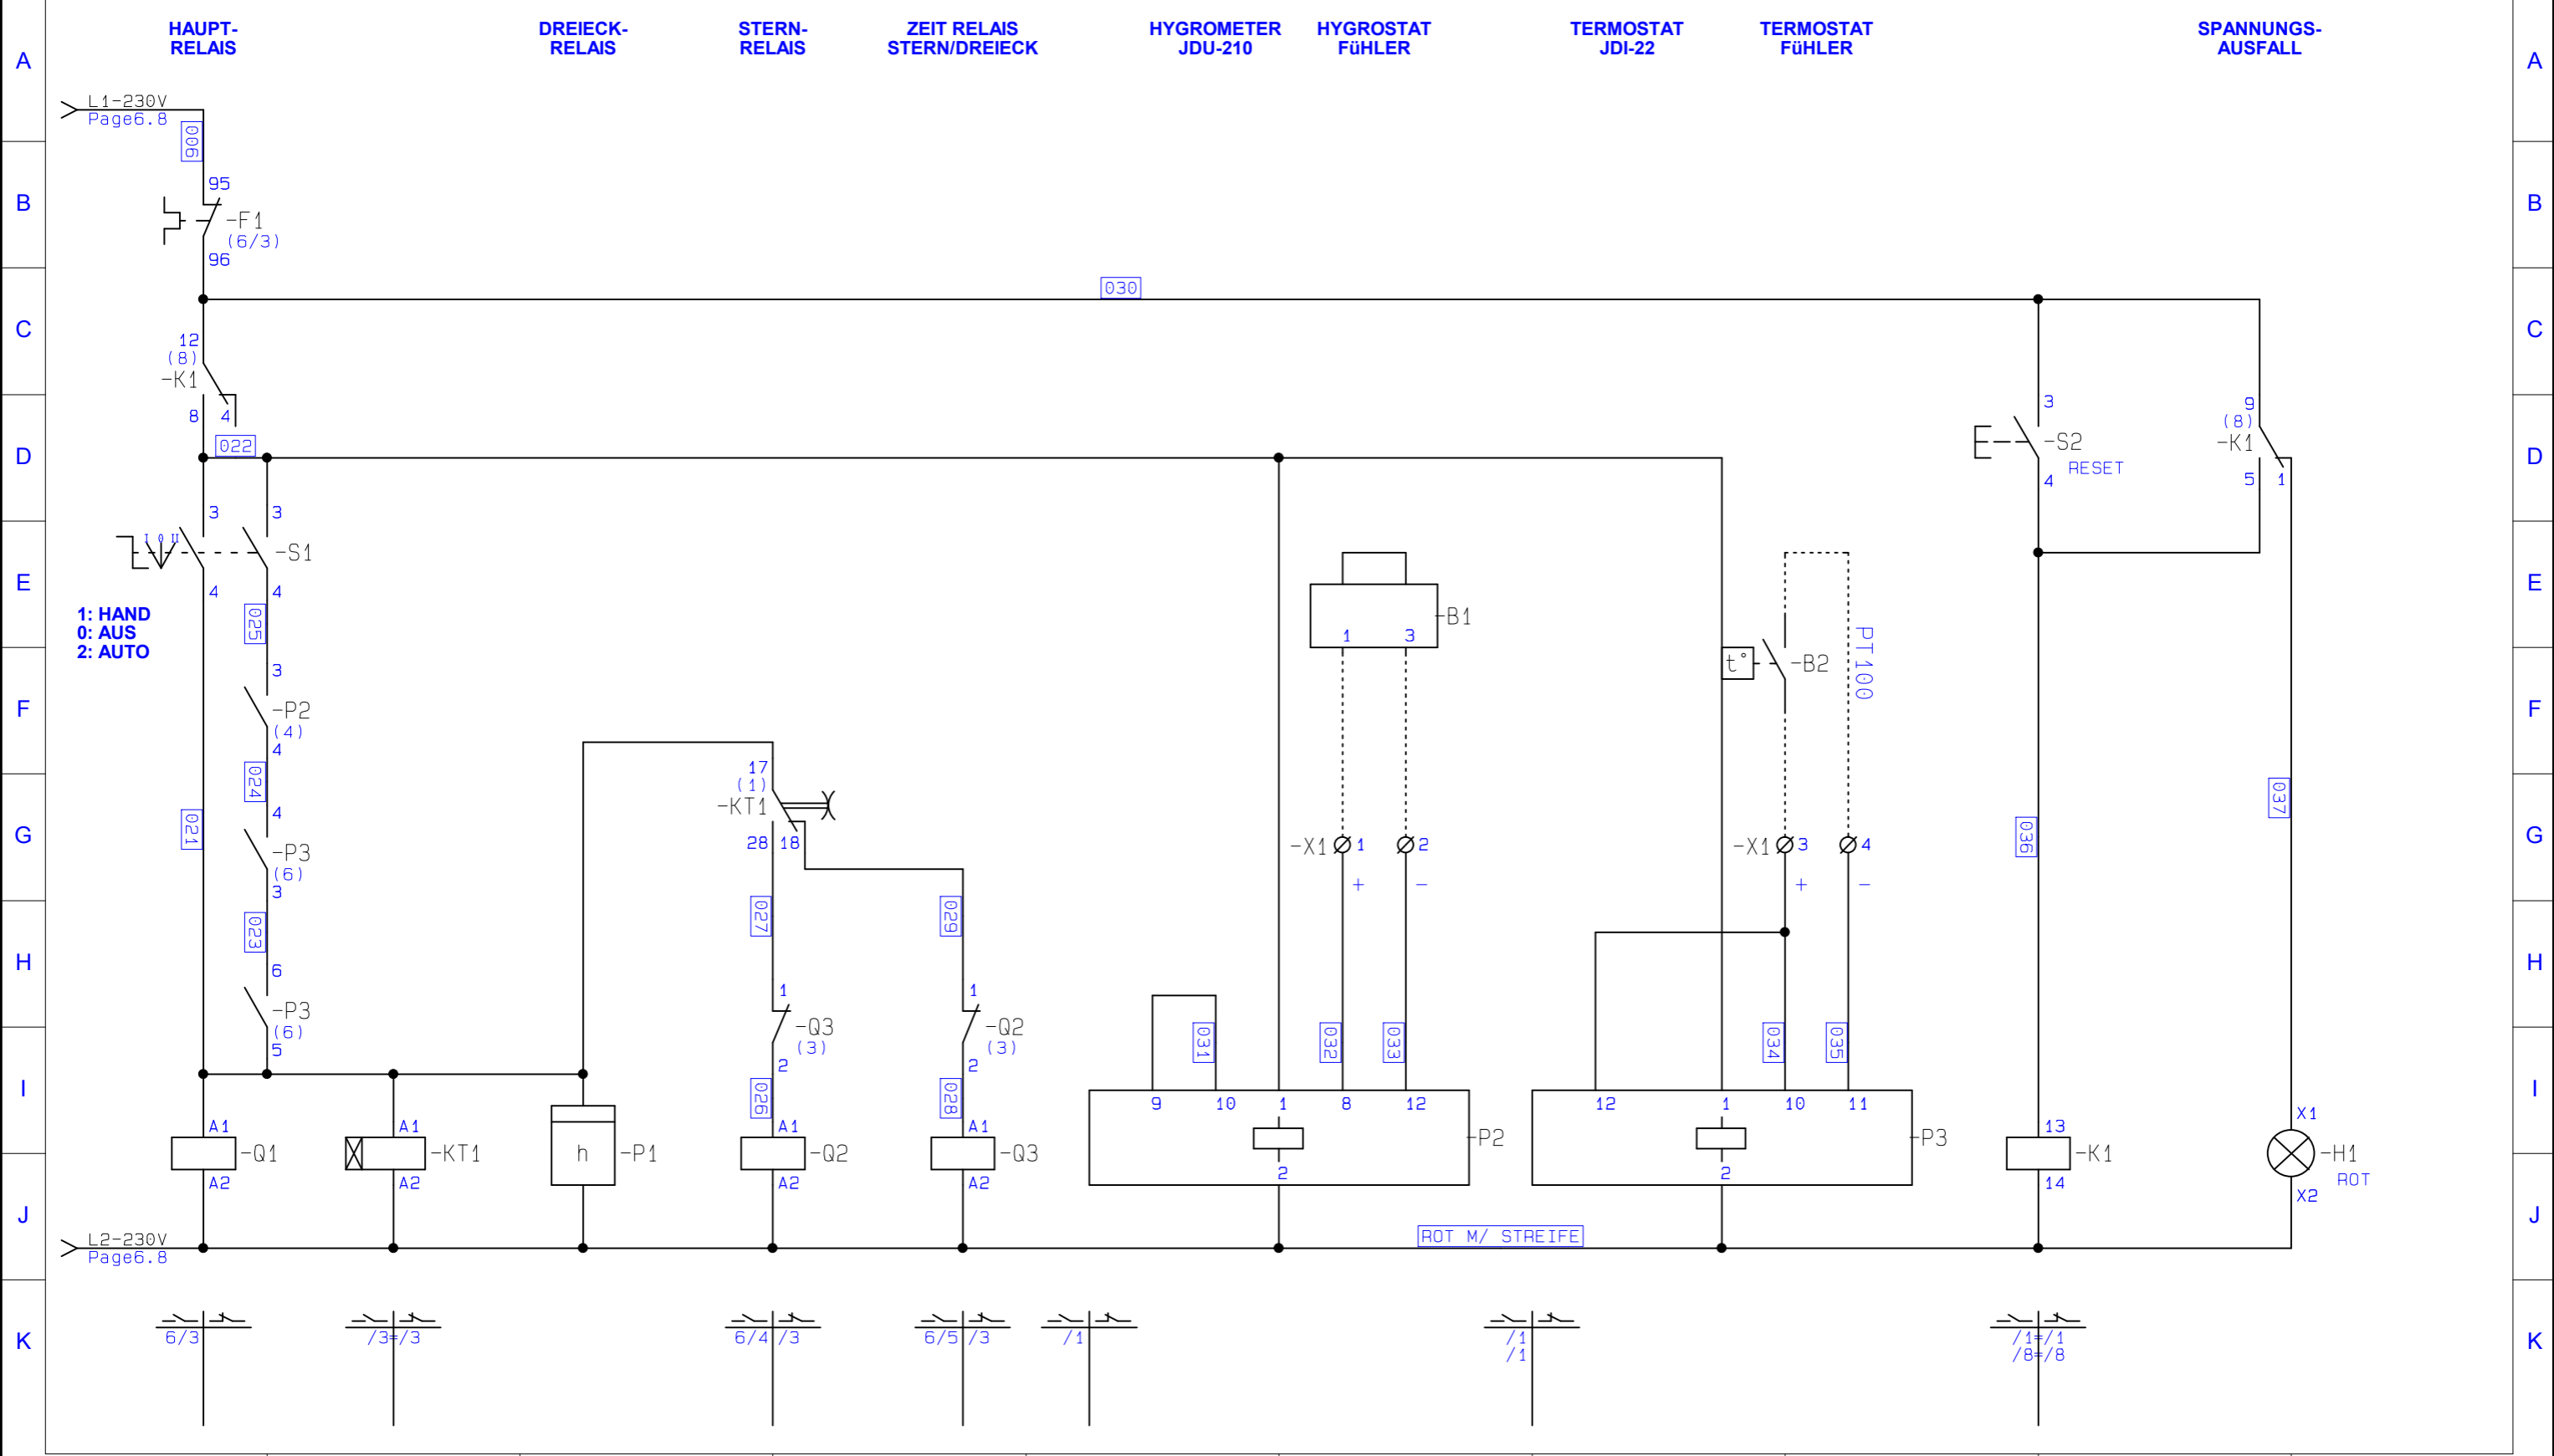 HAUPT-
RELAIS
DREIECK-
RELAIS
STERN-
RELAIS
ZEIT RELAIS
STERN/DREIECK
HYGROMETER
JDU-210
HYGROSTAT
FüHLER
TERMOSTAT
JDI-22
TERMOSTAT
FüHLER
SPANNUNGS-
AUSFALL
A
A
L1-230V
Page6.8
006
B
B
95
-F1
(6/3)
96
030
C
C
12
(8)
-K1
8 4
022
3
-S2
RESET
4
9
(8)
-K1
5 1
D
D
3
3
I 0 II
-S1
4
4
E
E
1: HAND
0: AUS
2: AUTO
025
-B1
1 3
3
-P2
(4)
4
t°
-B2
PT100
F
F
024
17
(1)
-KT1
28 18
4
-P3
(6)
3
021
-X1 1 2
+ -
-X1 3 4
+ -
036
037
G
G
023
027
029
6
-P3
(6)
5
H
H
1
-Q3
(3)
2
1
-Q2
(3)
2
031
032
033
034
035
026
028
I
I
9 10 1 8 12
12 1 10 11
A1
-Q1
A2
A1
-KT1
A2
h
-P1
A1
-Q2
A2
A1
-Q3
A2
-P2
2
-P3
2
13
-K1
14
X1
-H1
ROT
X2
J
J
L2-230V
Page6.8
ROT M/ STREIFE
K
K
6/3
/3=/3
6/4 /3
6/5 /3
/1
/1
/1
/1=/1
/8=/8